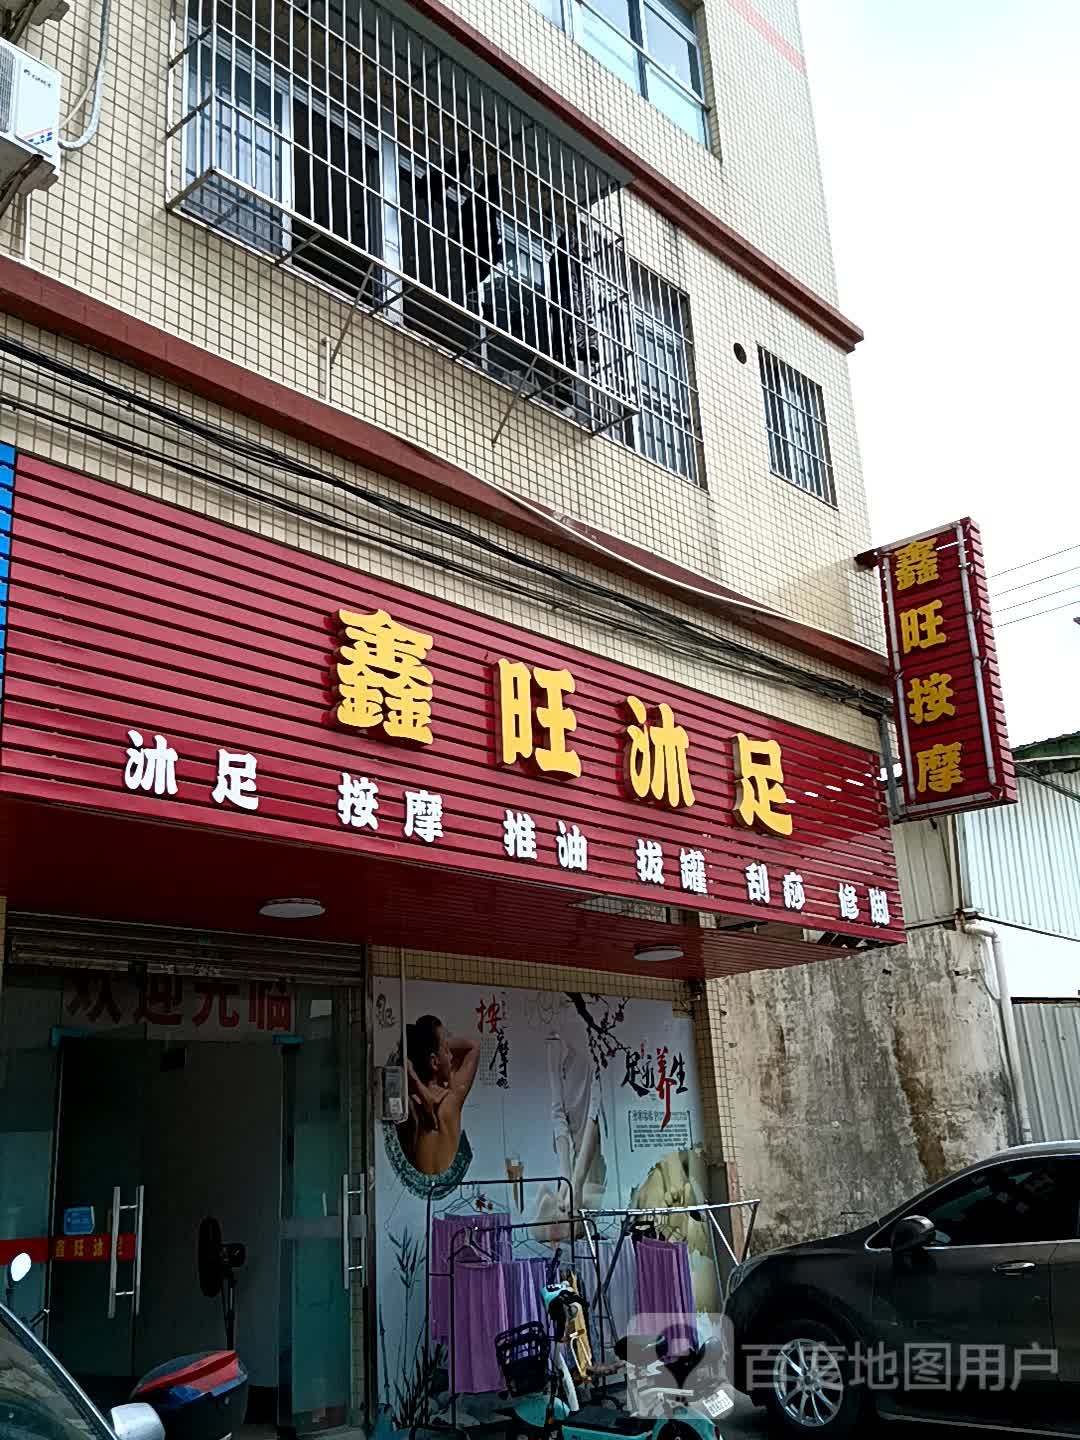 鑫旺沐足
沐足 按摩 推油 拔罐 刮痧 修脚
鑫旺按摩
欢迎光临
按摩
足疗养生
鑫旺沐足
百度地图用户